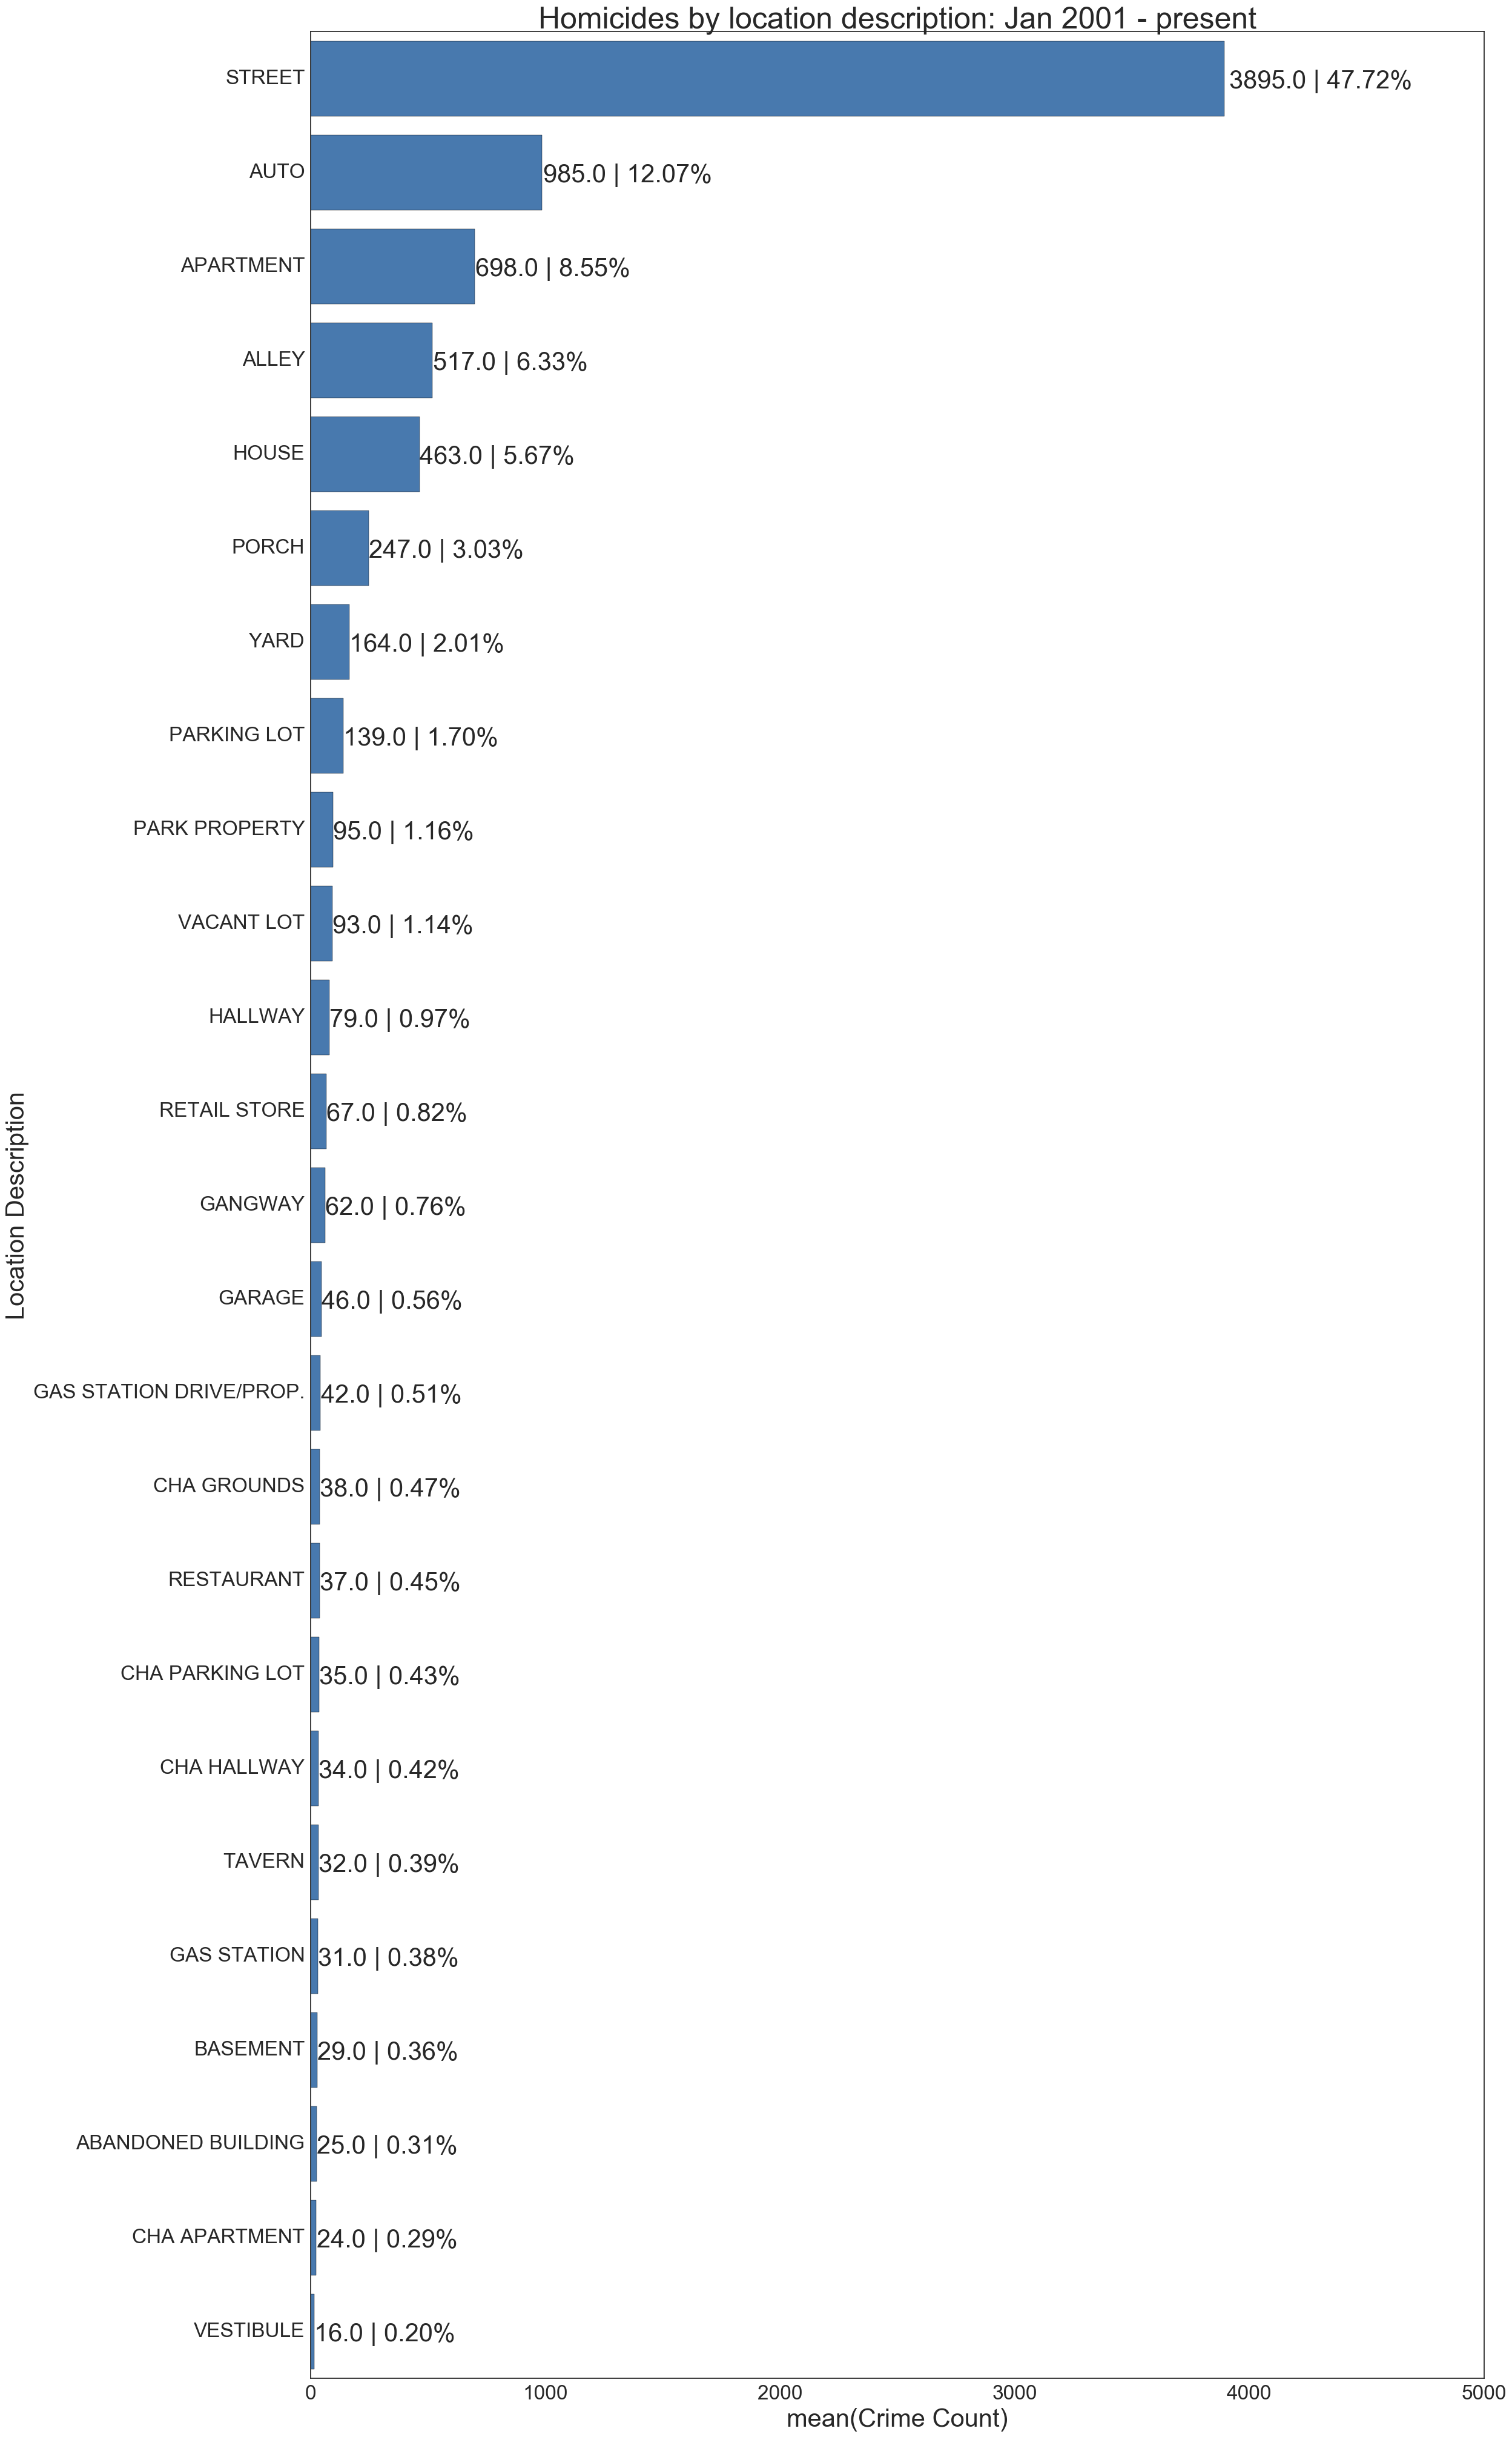 Homicides by location description: Jan 2001 - present
STREET 3895.0 | 47.72%
AUTO 985.0 | 12.07%
APARTMENT 698.0 | 8.55%
ALLEY 517.0 | 6.33%
HOUSE 463.0 | 5.67%
PORCH 247.0 | 3.03%
YARD 164.0 | 2.01%
PARKING LOT 139.0 | 1.70%
PARK PROPERTY 95.0 | 1.16%
VACANT LOT 93.0 | 1.14%
HALLWAY 79.0 | 0.97%
RETAIL STORE 67.0 | 0.82%
GANGWAY 62.0 | 0.76%
GARAGE 46.0 | 0.56%
GAS STATION DRIVE/PROP. 42.0 | 0.51%
CHA GROUNDS 38.0 | 0.47%
RESTAURANT 37.0 | 0.45%
CHA PARKING LOT 35.0 | 0.43%
CHA HALLWAY 34.0 | 0.42%
TAVERN 32.0 | 0.39%
GAS STATION 31.0 | 0.38%
BASEMENT 29.0 | 0.36%
ABANDONED BUILDING 25.0 | 0.31%
CHA APARTMENT 24.0 | 0.29%
VESTIBULE 16.0 | 0.20%
Location Description
0 1000 2000 3000 4000 5000
mean(Crime Count)